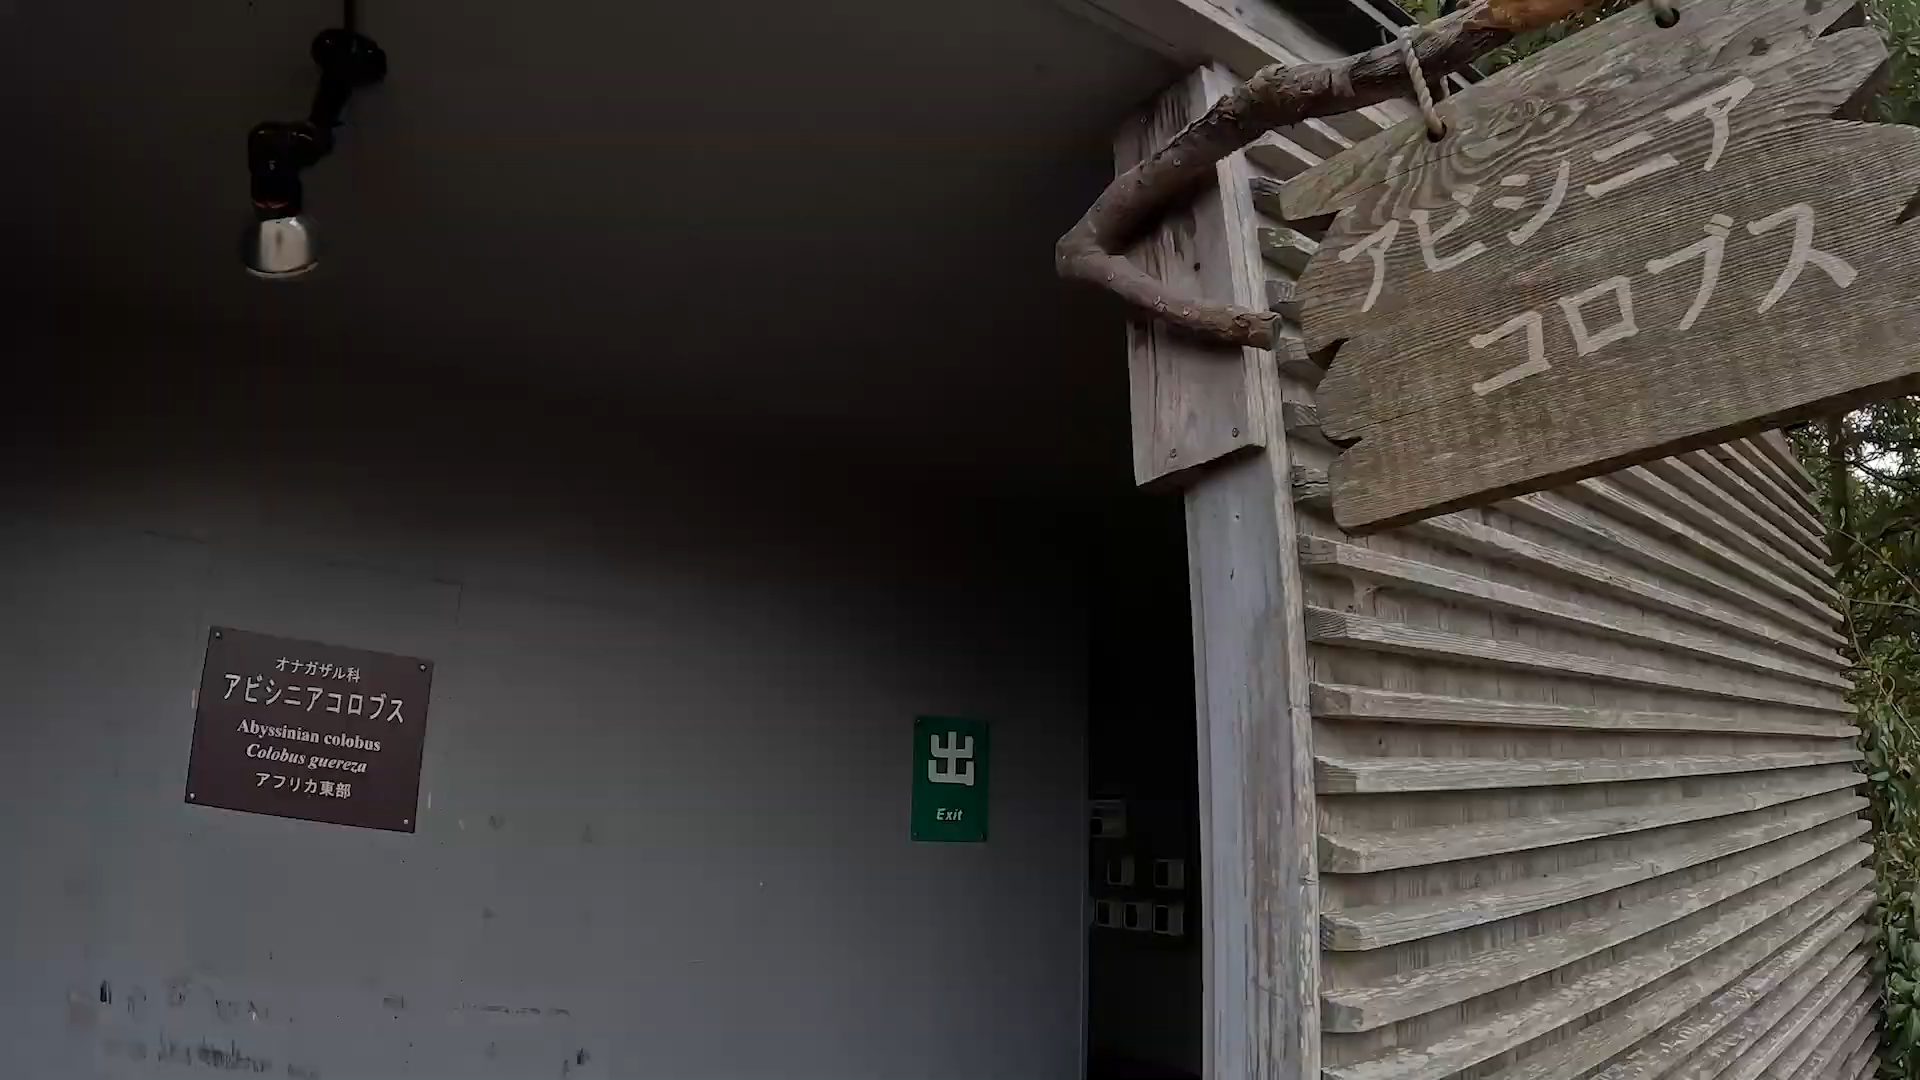 アビシニア
コロブス
オナガザル科
アビシニアコロブス
Abyssinian colobus
Colobus guereza
アフリカ東部
出
Exit